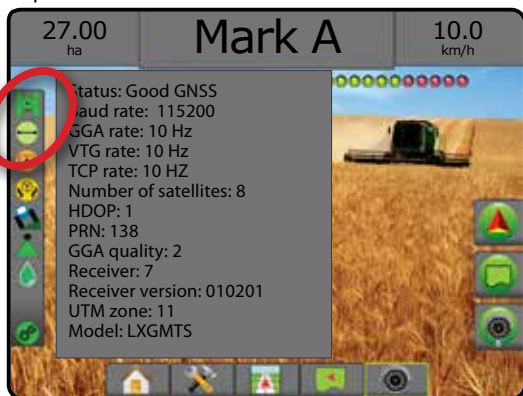 27.00
ha
Mark A
10.0
km/h
Status: Good GNSS
Baud rate: 115200
GGA rate: 10 Hz
VTG rate: 10 Hz
TCP rate: 10 HZ
Number of satellites: 8
HDOP: 1
PRN: 138
GGA quality: 2
Receiver: 7
Receiver version: 010201
UTM zone: 11
Model: LXGMTS